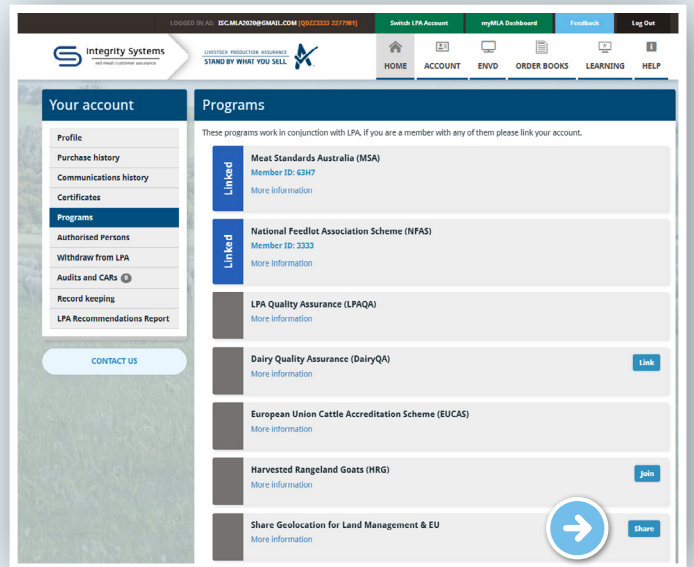 LOGGED IN AS: ISC.MLA2020@GMAIL.COM [QDZZ3333 2277981] Switch LPA Account myMLA Dashboard Feedback Log Out
Integrity Systems
red meat customer assurance
LIVESTOCK PRODUCTION ASSURANCE
STAND BY WHAT YOU SELL
HOME ACCOUNT ENVD ORDER BOOKS LEARNING HELP
Your account
Profile
Purchase history
Communications history
Certificates
Programs
Authorised Persons
Withdraw from LPA
Audits and CARs 0
Record keeping
LPA Recommendations Report
CONTACT US
Programs
These programs work in conjunction with LPA, if you are a member with any of them please link your account.
Linked
Meat Standards Australia (MSA)
Member ID: 63H7
More information
Linked
National Feedlot Association Scheme (NFAS)
Member ID: 3333
More information
LPA Quality Assurance (LPAQA)
More information
Dairy Quality Assurance (DairyQA)
More information
Link
European Union Cattle Accreditation Scheme (EUCAS)
More information
Harvested Rangeland Goats (HRG)
More information
Join
Share Geolocation for Land Management & EU
More information
Share